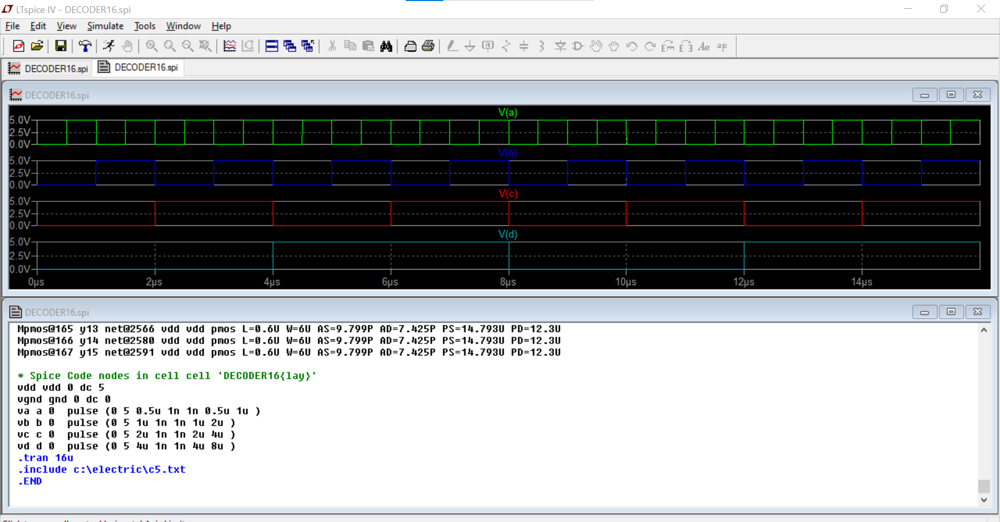 LTspice IV - DECODER16.spi
File Edit View Simulate Tools Window Help
DECODER16.spi DECODER16.spi
DECODER16.spi
V(a)
5.0V
2.5V
0.0V
V(b)
5.0V
2.5V
0.0V
V(c)
5.0V
2.5V
0.0V
V(d)
5.0V
2.5V
0.0V
0µs 2µs 4µs 6µs 8µs 10µs 12µs 14µs
DECODER16.spi
Mpmos@165 y13 net@2566 vdd vdd pmos L=0.6U W=6U AS=9.799P AD=7.425P PS=14.793U PD=12.3U
Mpmos@166 y14 net@2580 vdd vdd pmos L=0.6U W=6U AS=9.799P AD=7.425P PS=14.793U PD=12.3U
Mpmos@167 y15 net@2591 vdd vdd pmos L=0.6U W=6U AS=9.799P AD=7.425P PS=14.793U PD=12.3U
* Spice Code nodes in cell cell 'DECODER16{lay}'
vdd vdd 0 dc 5
vgnd gnd 0 dc 0
va a 0 pulse (0 5 0.5u 1n 1n 0.5u 1u )
vb b 0 pulse (0 5 1u 1n 1n 1u 2u )
vc c 0 pulse (0 5 2u 1n 1n 2u 4u )
vd d 0 pulse (0 5 4u 1n 1n 4u 8u )
.tran 16u
.include c:\electric\c5.txt
.END